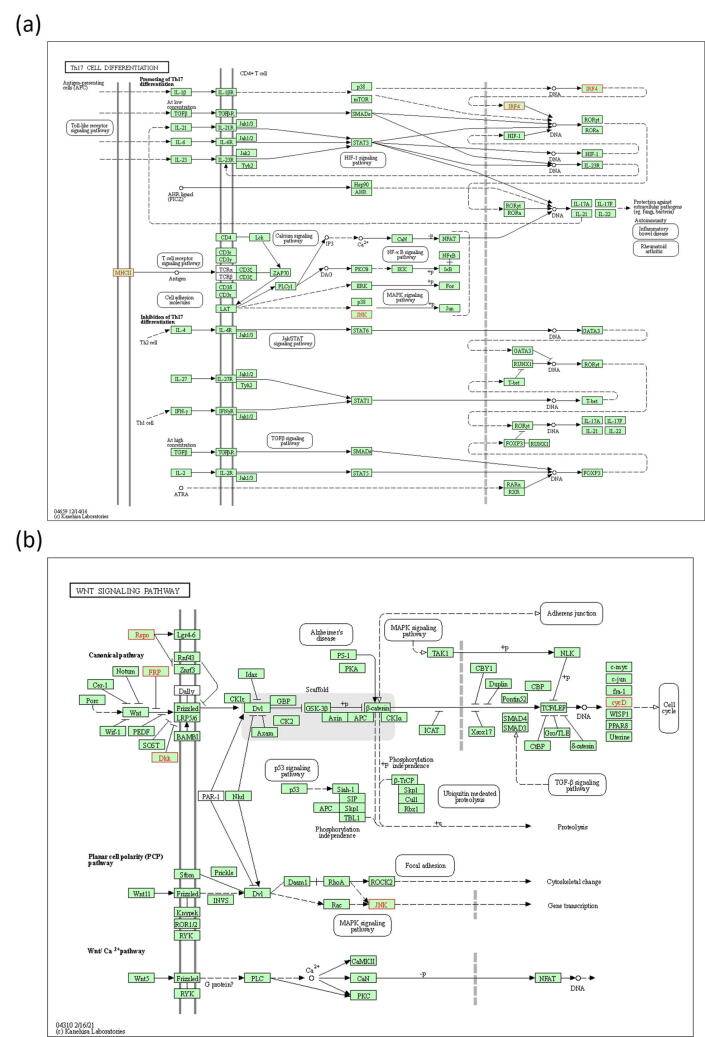 (a)
Th17 CELL DIFFERENTIATION
CD4+ T cell
Antigen-presenting cells (APC)
Promoting of Th17 differentiation
IL-1β IL-1βR p38 DNA IRF4
mTOR
At low concentration
TGFβ TGFβR SMADs IRF4
Toll-like receptor signaling pathway
IL-21 IL-21R Jak1/3 RORγt
DNA RORα
IL-6 IL-6R Jak1/2 STAT3 HIF-1
IL-23 IL-23R Jak2 Tyk2 HIF-1 signaling pathway DNA HIF-1
DNA IL-23R
AHR ligand (FICZ) Hsp90 AHR
RORγt RORα DNA IL-17A IL-17F IL-21 IL-22
Protection against extracellular pathogens (eg. fungi, bacteria)
Autoimmunity
Inflammatory bowel disease
Rheumatoid arthritis
CD4 Lck Calcium signaling pathway IP3 Ca2+ CaN -p NFAT
T cell receptor signaling pathway
CD3ε CD3γ
NF-κB signaling pathway NFκB
MHCII Antigen TCRα TCRβ CD3ζ CD3ζ ZAP70 DAG PKCθ IKK +p IκB
PLCγ1
CD3δ CD3ε ERK +p Fos
Cell adhesion molecules
MAPK signaling pathway
LAT p38 JNK +p Jun
Inhibition of Th17 differentiation
Th2 cell IL-4 IL-4R Jak1/3 STAT6 DNA GATA3
Jak/STAT signaling pathway
GATA3
RUNX1 DNA RORγt
IL-27 IL-27R Jak1/2 Tyk2 T-bet
STAT1 DNA T-bet
Th1 cell IFN-γ IFNγR Jak1/2
RORγt DNA IL-17A IL-17F IL-21 IL-22
TGFβ signaling pathway
FOXP3 RUNX1
At high concentration
TGFβ TGFβR SMADs
IL-2 IL-2R Jak1/3 STAT5 DNA FOXP3
ATRA RARα RXR DNA
04659 12/14/16
(c) Kanehisa Laboratories
(b)
WNT SIGNALING PATHWAY
Adherens junction
Rspo Lgr4-6
Alzheimer's disease
MAPK signaling pathway
TAK1 +p NLK
Canonical pathway
Rnf43 Znrf3
PS-1 PKA
Notum
Cer-1 FRP Idax
CBY1 Duplin CBP +p
c-myc
c-jun
fra-1
Porc Wnt Dally
Scaffold
CKIε GBP Pontin52
Frizzled LRP5/6 Dvl GSK-3β +p β-catenin TCF/LEF DNA cycD Cell cycle
Wif-1 PEDF CK2 Axin APC CKIα SMAD4 SMAD3 WISP1
SOST BAMBI Axam ICAT Xsox17 Gro/TLE PPARδ
Dkk CtBP β-catenin Uterine
p53 signaling pathway
Phosphorylation independence
+p
TGF-β signaling pathway
PAR-1 Nkd p53 Siah-1 β-TrCP
SIP Skp1
APC Skp1 Cul1
TBL1 Rbx1
Ubiquitin mediated proteolysis
Phosphorylation independence
+u Proteolysis
Planar cell polarity (PCP) pathway
Stbm Prickle
Focal adhesion
Daam1 RhoA ROCK2 Cytoskeletal change
Wnt11 Frizzled INVS Dvl
Rac JNK Gene transcription
Knypek
ROR1/2
RYK
MAPK signaling pathway
Wnt/ Ca 2+pathway
CaMKII
Wnt5 Frizzled G protein? PLC Ca2+ CaN -p NFAT DNA
RYK PKC
04310 2/16/21
(c) Kanehisa Laboratories